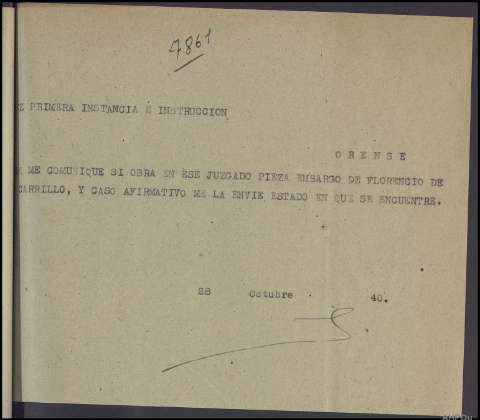 7861
EZ PRIMERA INSTANCIA E INSTRUCCION
O R E N S E
ME COMUNIQUE SI OBRA EN ESE JUZGADO PIEZA EMBARGO DE FLORENCIO DE
CARRILLO, Y CASO AFIRMATIVO ME LA ENVIE ESTADO EN QUE SE ENCUENTRE.
28 Octubre 40.